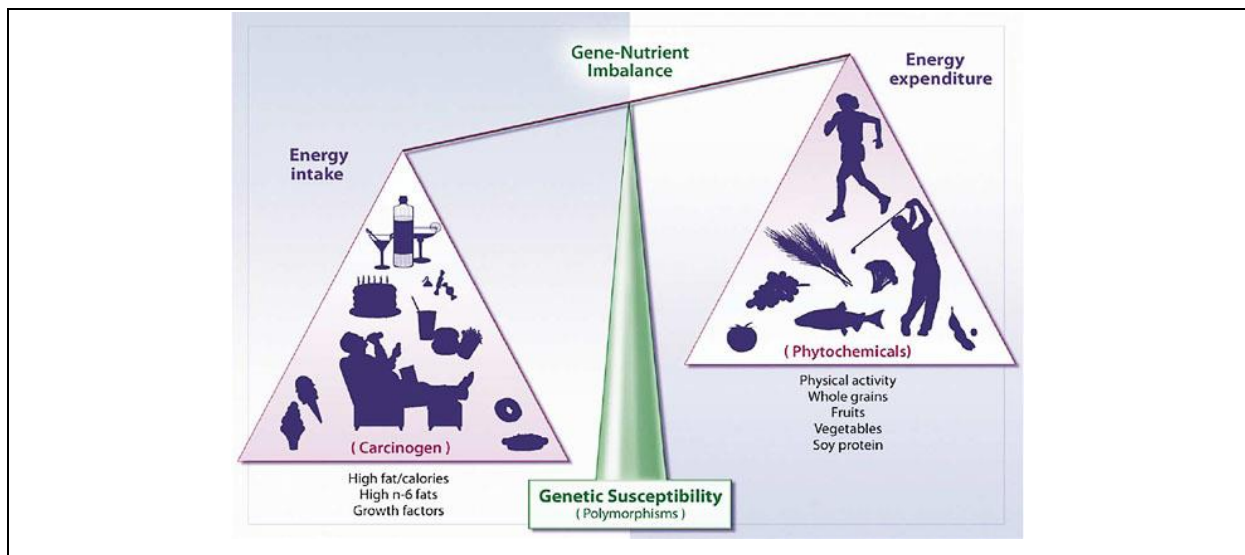 Gene-Nutrient
Imbalance
Energy
expenditure
Energy
intake
( Carcinogen )
High fat/calories
High n-6 fats
Growth factors
( Phytochemicals)
Physical activity
Whole grains
Fruits
Vegetables
Soy protein
Genetic Susceptibility
( Polymorphisms )